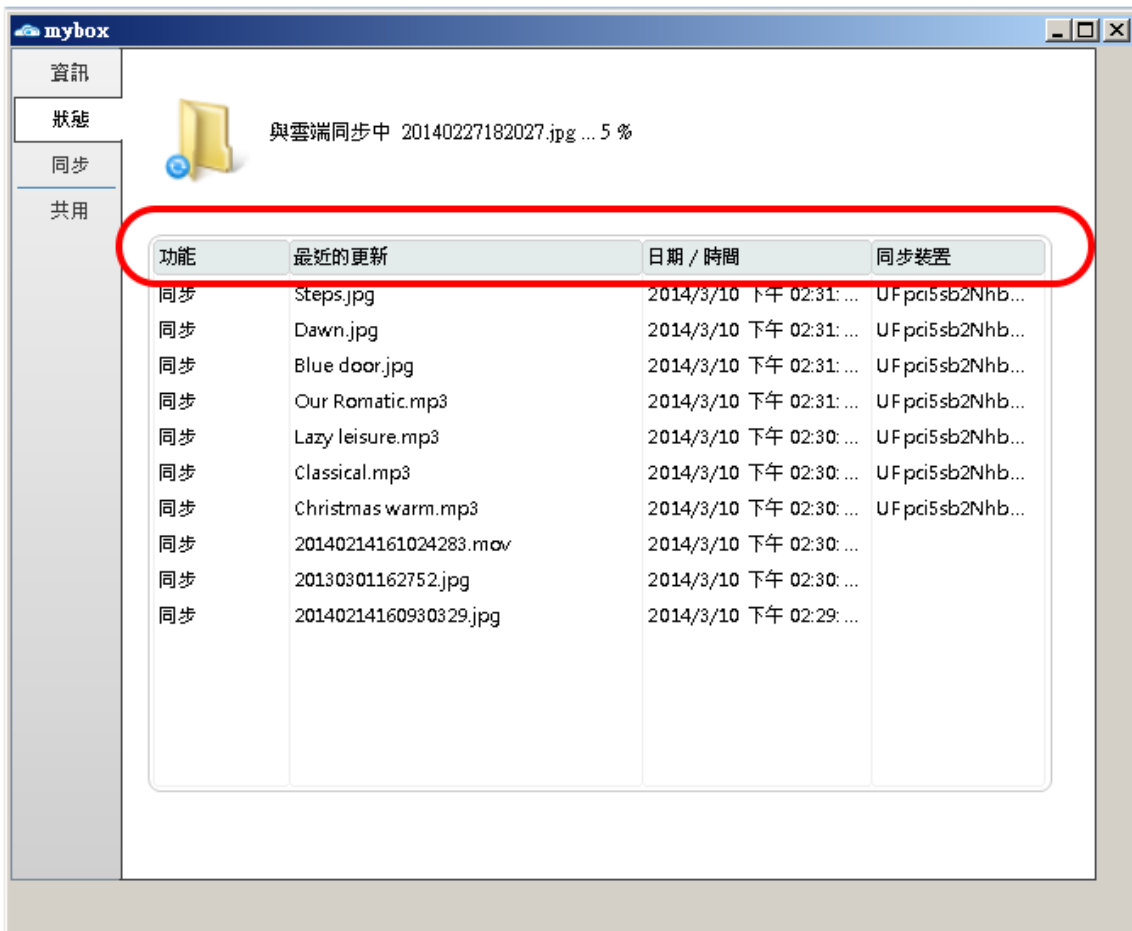 mybox
資訊
狀態
同步
共用
與雲端同步中 20140227182027.jpg ... 5 %
功能 最近的更新 日期 / 時間 同步裝置
同步 Steps.jpg 2014/3/10 下午 02:31: ... UFpci5sb2Nhb...
同步 Dawn.jpg 2014/3/10 下午 02:31: ... UFpci5sb2Nhb...
同步 Blue door.jpg 2014/3/10 下午 02:31: ... UFpci5sb2Nhb...
同步 Our Romatic.mp3 2014/3/10 下午 02:31: ... UFpci5sb2Nhb...
同步 Lazy leisure.mp3 2014/3/10 下午 02:30: ... UFpci5sb2Nhb...
同步 Classical.mp3 2014/3/10 下午 02:30: ... UFpci5sb2Nhb...
同步 Christmas warm.mp3 2014/3/10 下午 02:30: ... UFpci5sb2Nhb...
同步 20140214161024283.mov 2014/3/10 下午 02:30: ...
同步 20130301162752.jpg 2014/3/10 下午 02:30: ...
同步 20140214160930329.jpg 2014/3/10 下午 02:29: ...